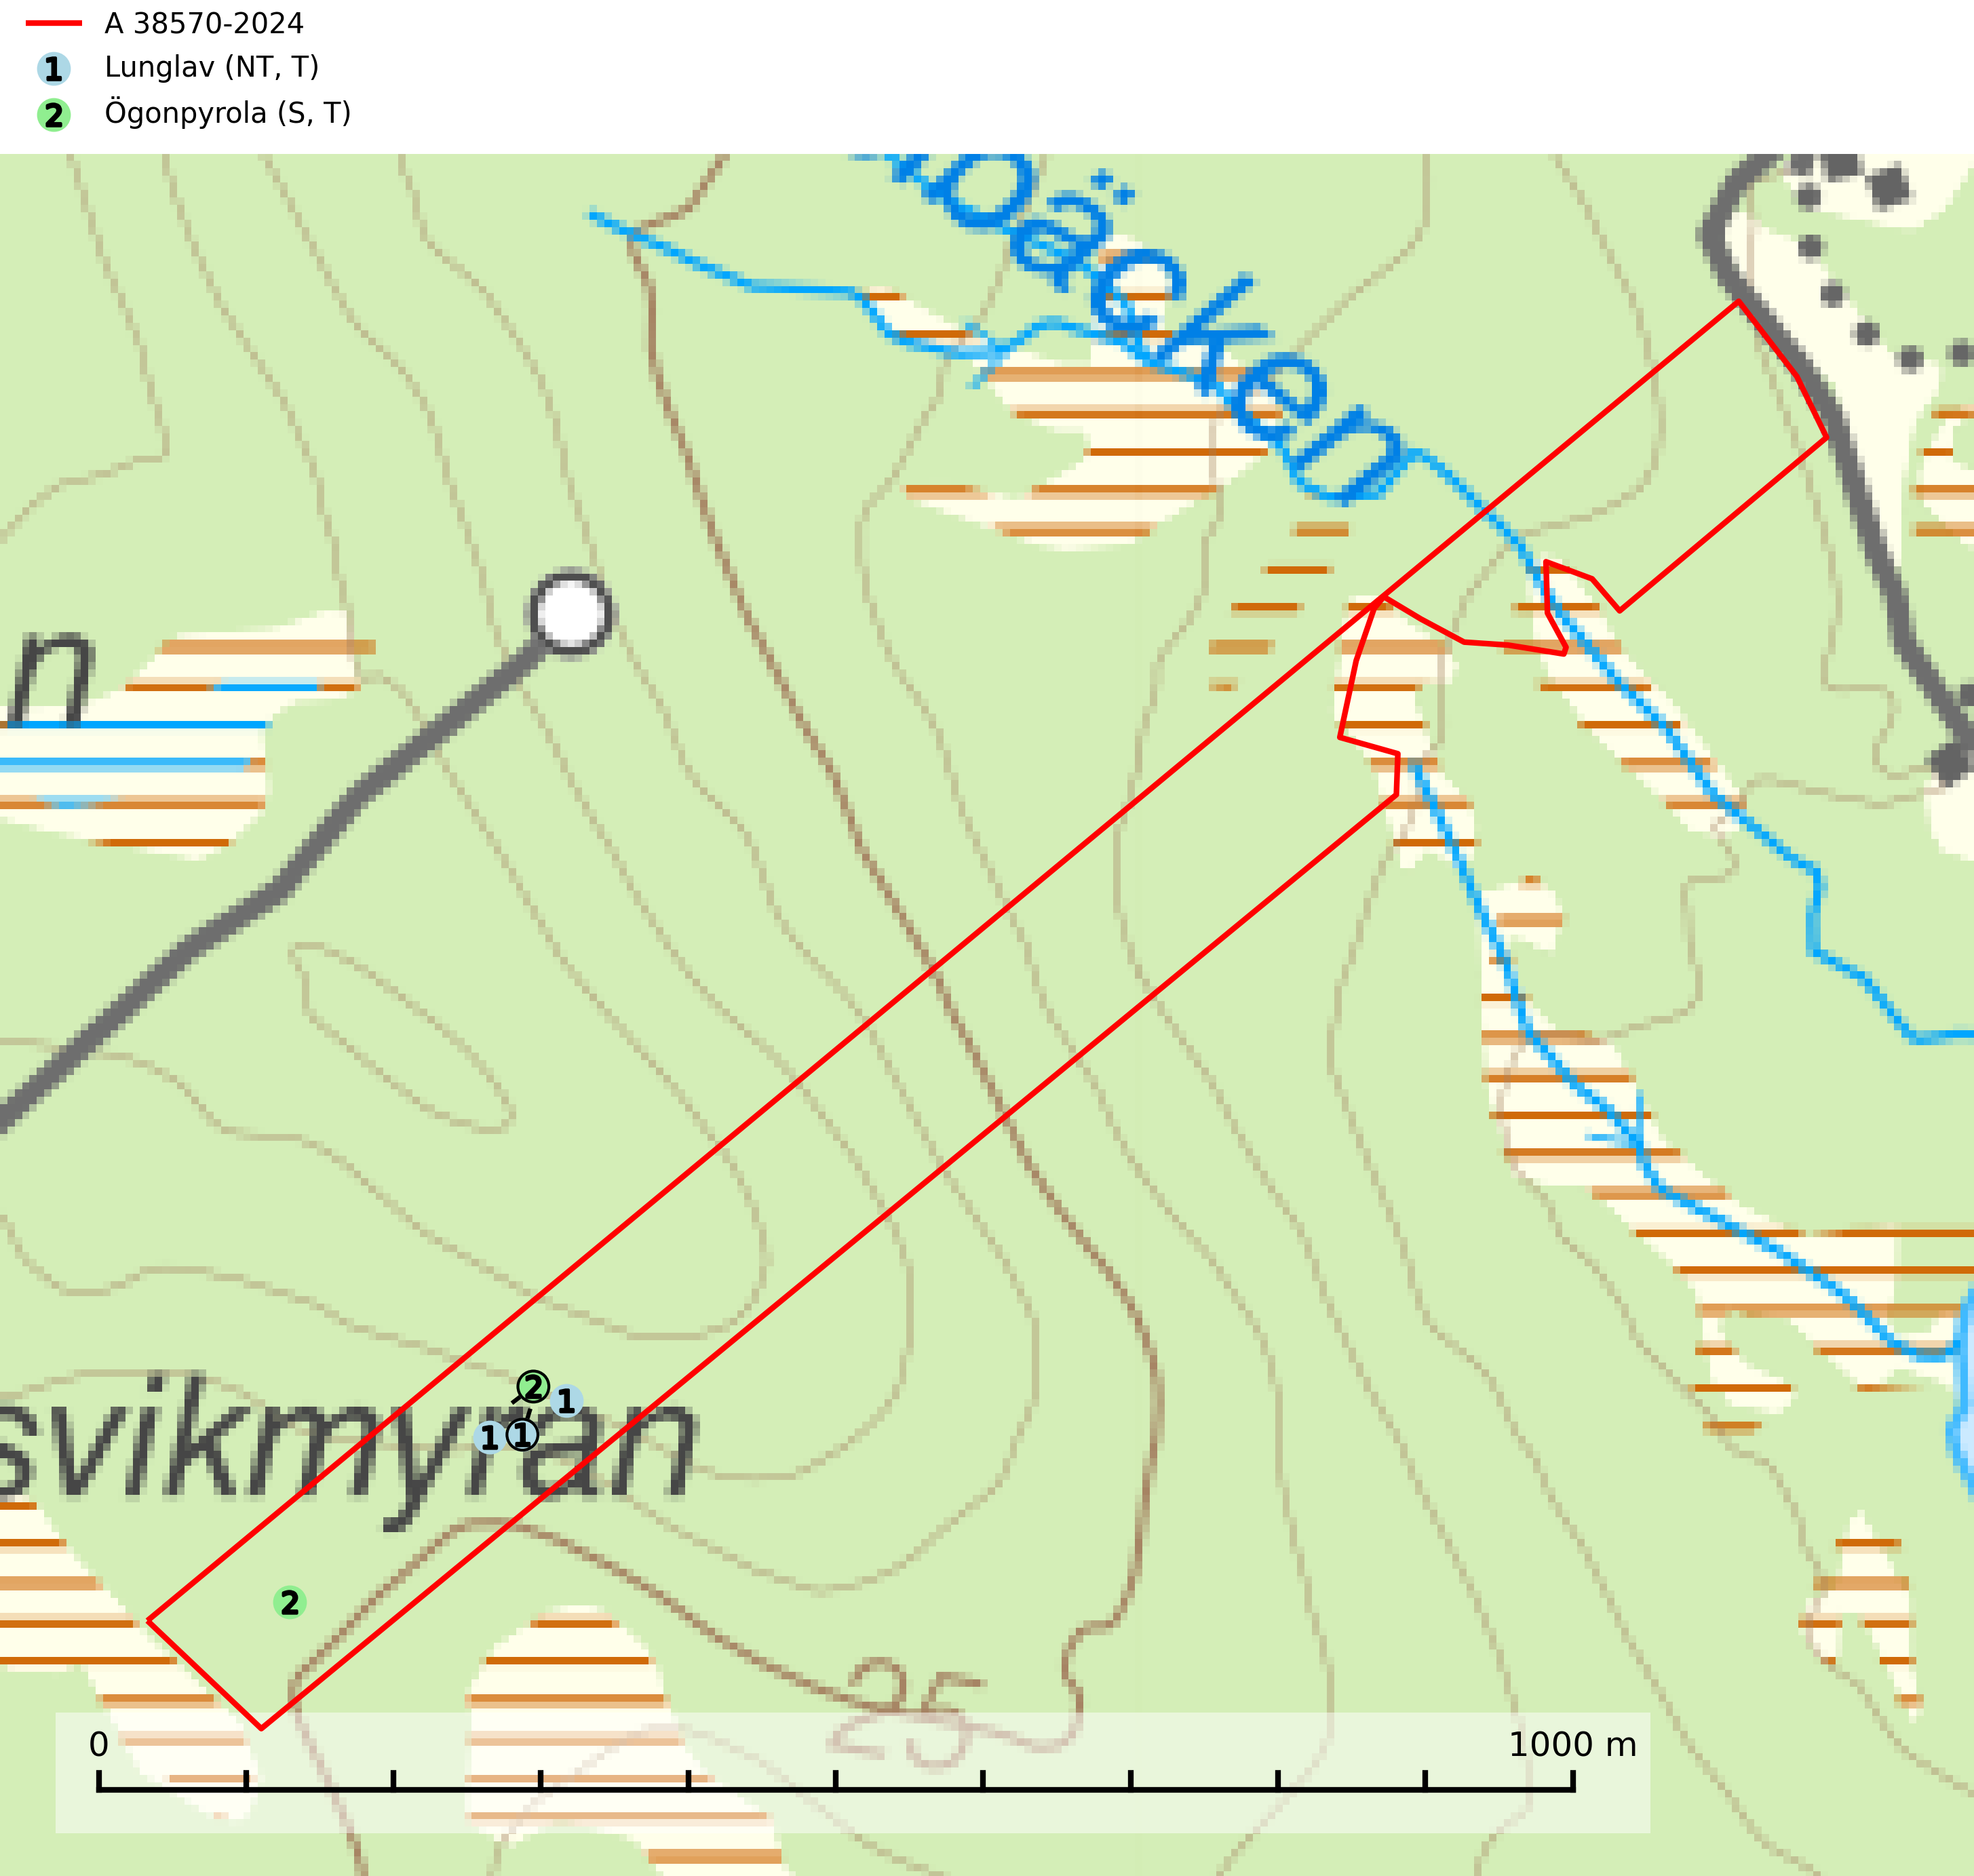 A 38570-2024
1 Lunglav (NT, T)
2 Ögonpyrola (S, T)
bäcken
n
2
1
1 1
svikmyran
2
25
0 1000 m